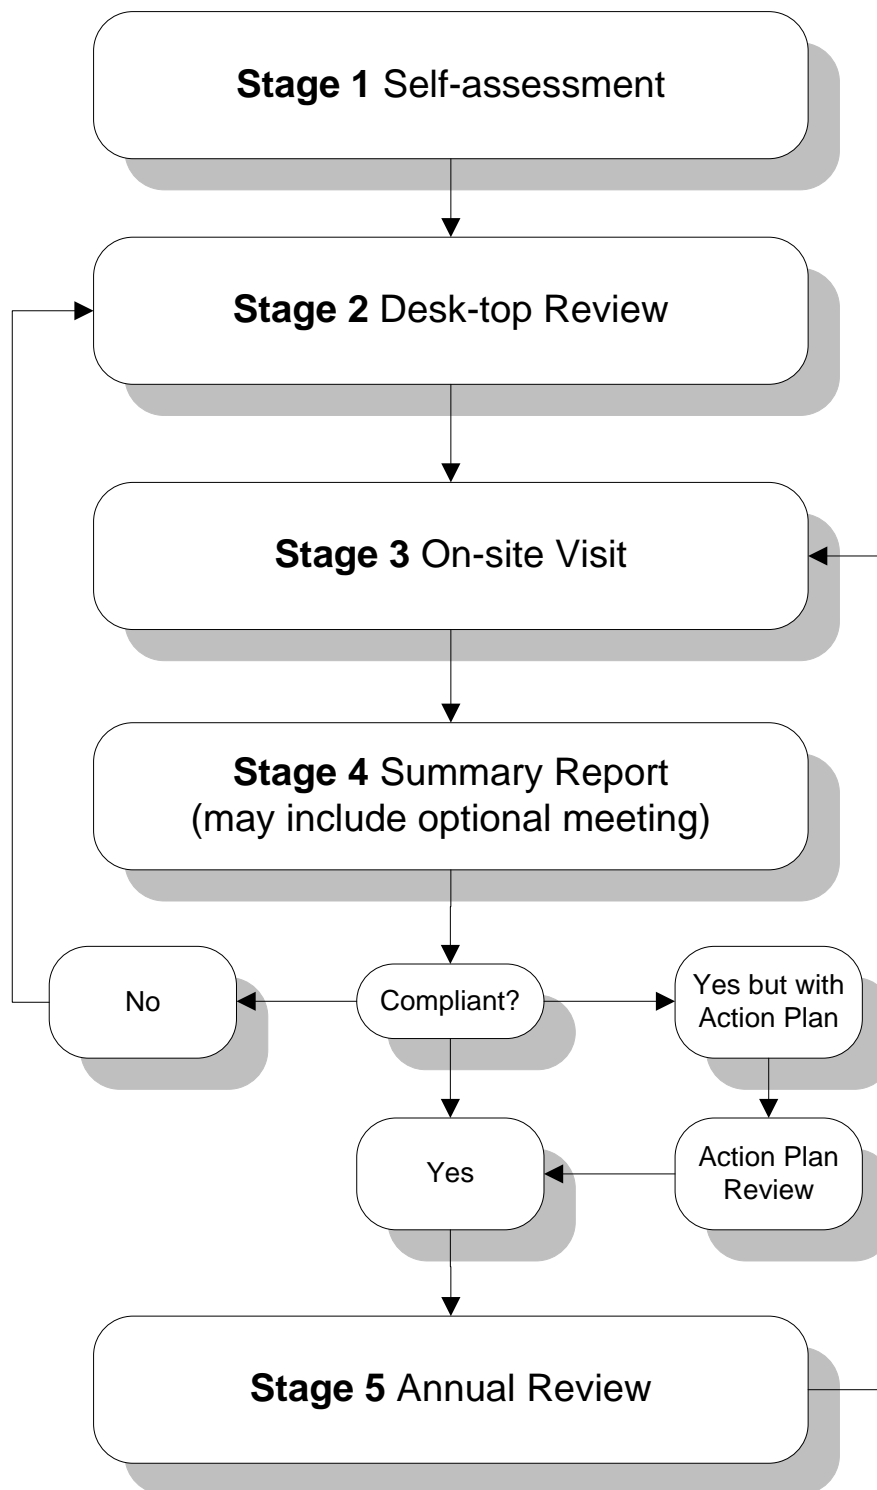 Stage 1 Self-assessment
Stage 2 Desk-top Review
Stage 3 On-site Visit
Stage 4 Summary Report
(may include optional meeting)
No
Compliant?
Yes but with
Action Plan
Yes
Action Plan
Review
Stage 5 Annual Review